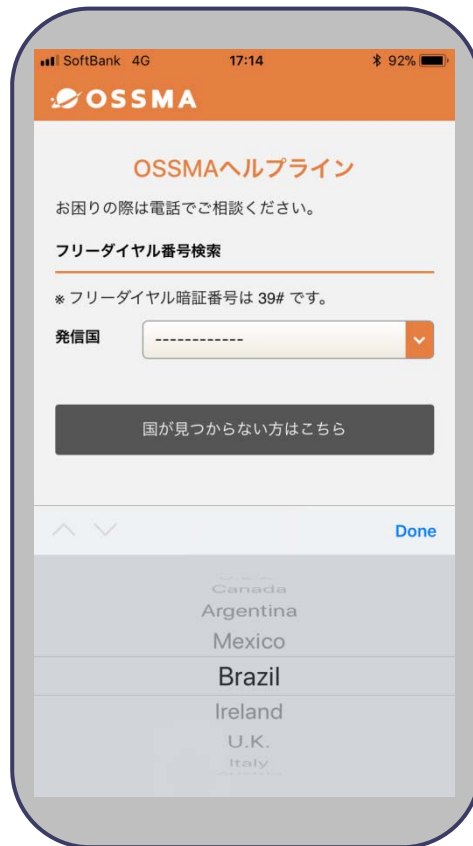 SoftBank 4G 17:14 92%
OSSMA
OSSMAヘルプライン
お困りの際は電話でご相談ください。
フリーダイヤル番号検索
※ フリーダイヤル暗証番号は 39# です。
発信国 ------------
国が見つからない方はこちら
Done
Canada
Argentina
Mexico
Brazil
Ireland
U.K.
Italy